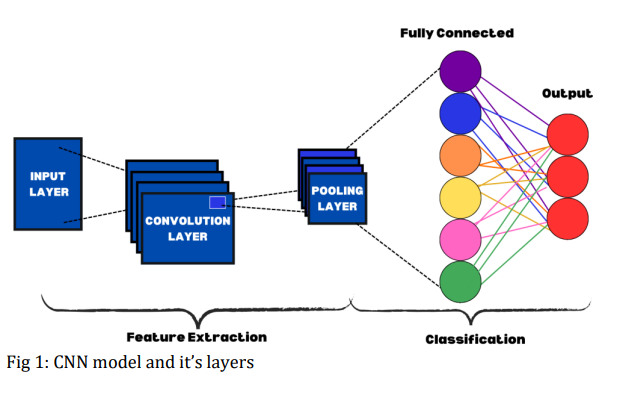 Fully Connected
Output
INPUT
LAYER
CONVOLUTION
LAYER
POOLING
LAYER
Feature Extraction
Classification
Fig 1: CNN model and it’s layers